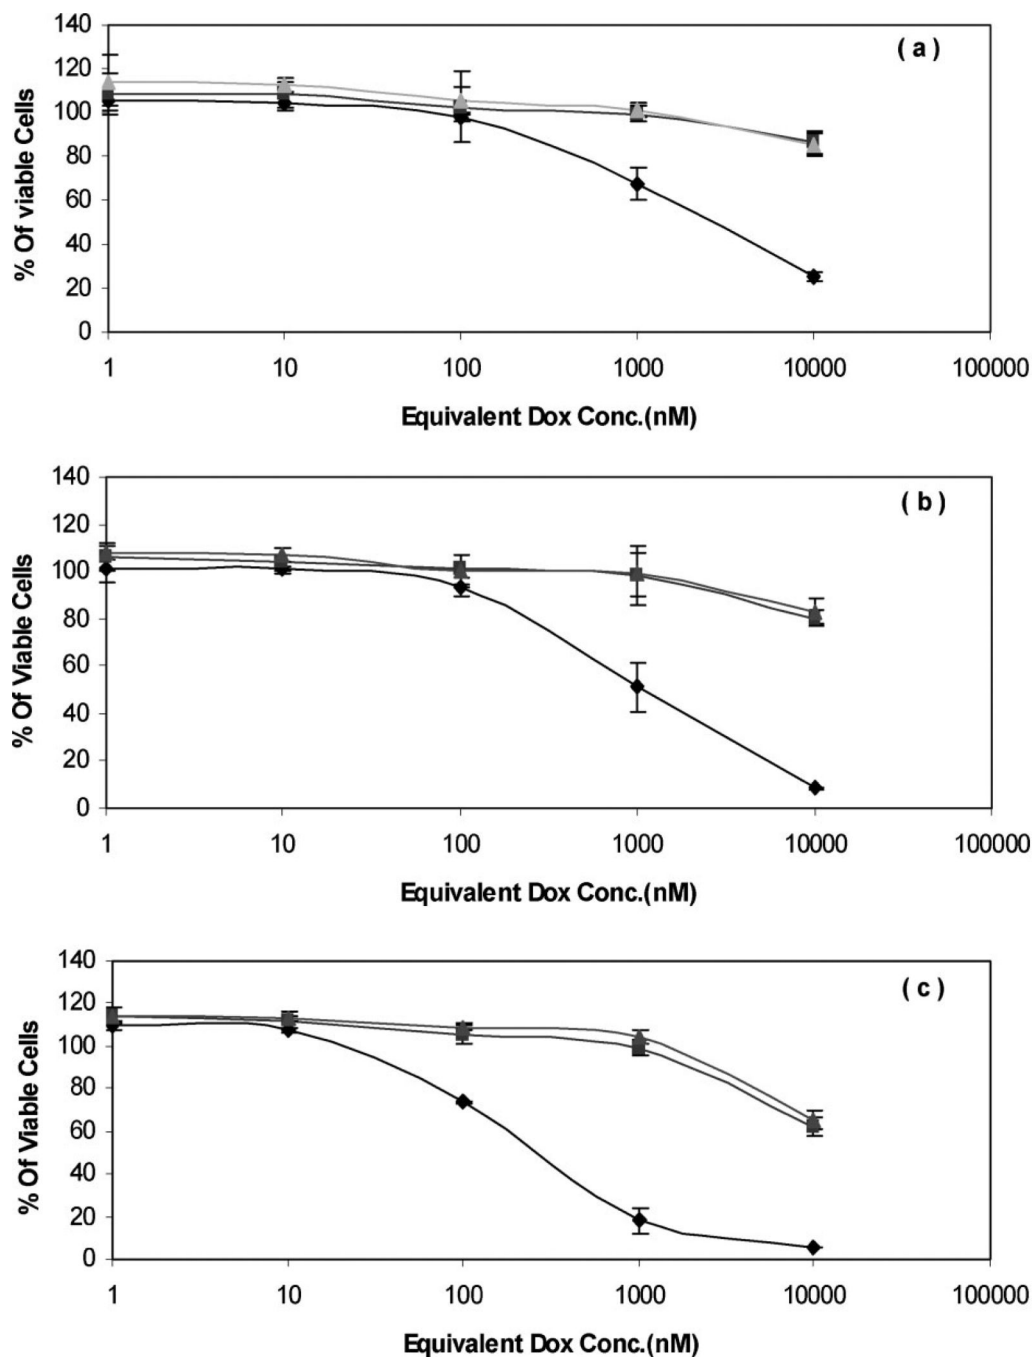 ( a )
% Of viable Cells
140
120
100
80
60
40
20
0
1 10 100 1000 10000 100000
Equivalent Dox Conc.(nM)
( b )
% Of Viable Cells
140
120
100
80
60
40
20
0
1 10 100 1000 10000 100000
Equivalent Dox Conc.(nM)
( c )
% Of Viable Cells
140
120
100
80
60
40
20
0
1 10 100 1000 10000 100000
Equivalent Dox Conc.(nM)